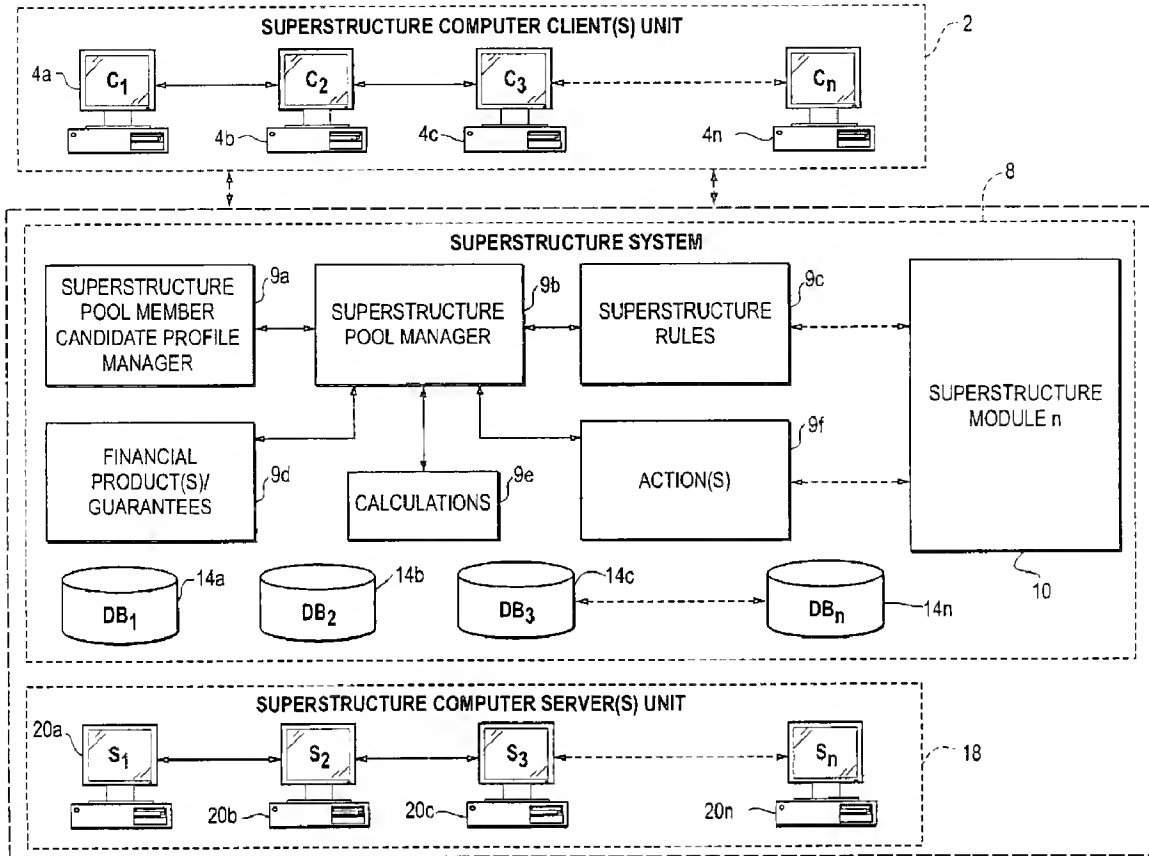 SUPERSTRUCTURE COMPUTER CLIENT(S) UNIT
2
4a
C1
C2
C3
Cn
4b
4c
4n
8
SUPERSTRUCTURE SYSTEM
SUPERSTRUCTURE
POOL MEMBER
CANDIDATE PROFILE
MANAGER
9a
SUPERSTRUCTURE
POOL MANAGER
9b
SUPERSTRUCTURE
RULES
9c
SUPERSTRUCTURE
MODULE n
FINANCIAL
PRODUCT(S)/
GUARANTEES
9d
CALCULATIONS
9e
ACTION(S)
9f
10
DB1
14a
DB2
14b
DB3
14c
DBn
14n
SUPERSTRUCTURE COMPUTER SERVER(S) UNIT
20a
S1
S2
S3
Sn
18
20b
20c
20n